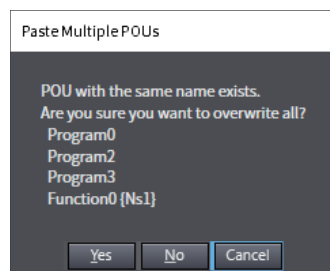 Paste Multiple POUs
POU with the same name exists.
Are you sure you want to overwrite all?
Program0
Program2
Program3
Function0 {Ns1}
Yes No Cancel